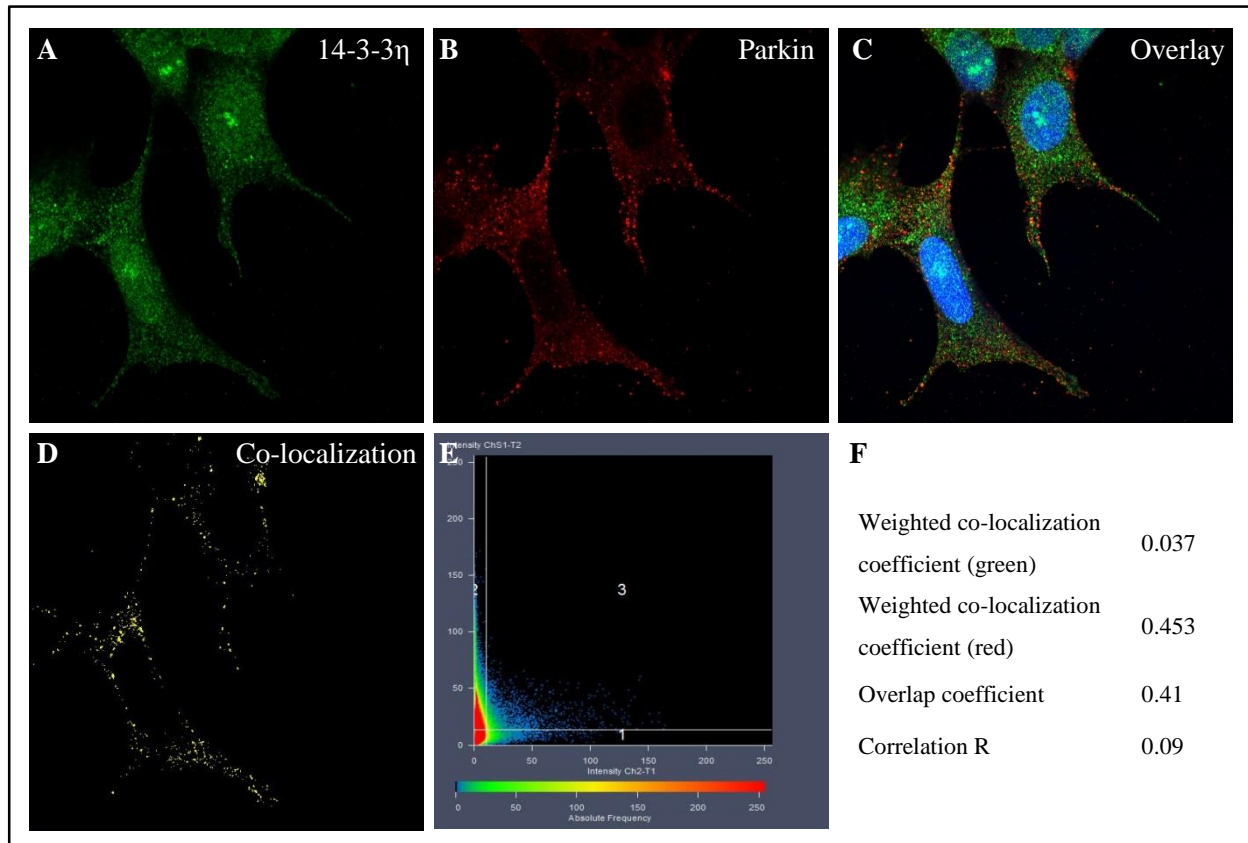 A
14-3-3η
B
Parkin
C
Overlay
D
Co-localization
E
Intensity ChS1-T2
250
200
150
100
50
0
2
3
1
0 50 100 150 200 250
Intensity Ch2-T1
0 50 100 150 200 250
Absolute Frequency
F
Weighted co-localization
coefficient (green)
0.037
Weighted co-localization
coefficient (red)
0.453
Overlap coefficient
0.41
Correlation R
0.09